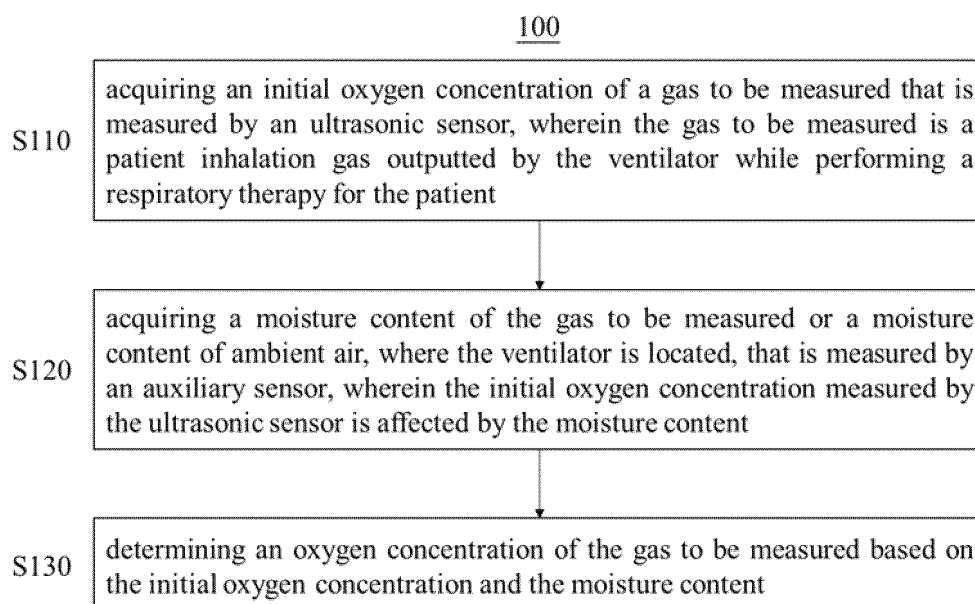 100
acquiring an initial oxygen concentration of a gas to be measured that is
measured by an ultrasonic sensor, wherein the gas to be measured is a
S110
patient inhalation gas outputted by the ventilator while performing a
respiratory therapy for the patient
acquiring a moisture content of the gas to be measured or a moisture
content of ambient air, where the ventilator is located, that is measured by
S120
an auxiliary sensor, wherein the initial oxygen concentration measured by
the ultrasonic sensor is affected by the moisture content
determining an oxygen concentration of the gas to be measured based on
S130
the initial oxygen concentration and the moisture content